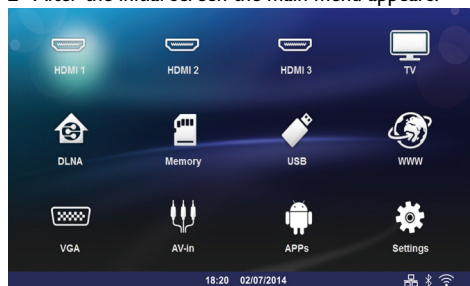 2 After the initial screen the main menu appears:
HDMI 1 HDMI 2 HDMI 3 TV
DLNA Memory USB WWW
VGA AV-in APPs Settings
18:20 02/07/2014